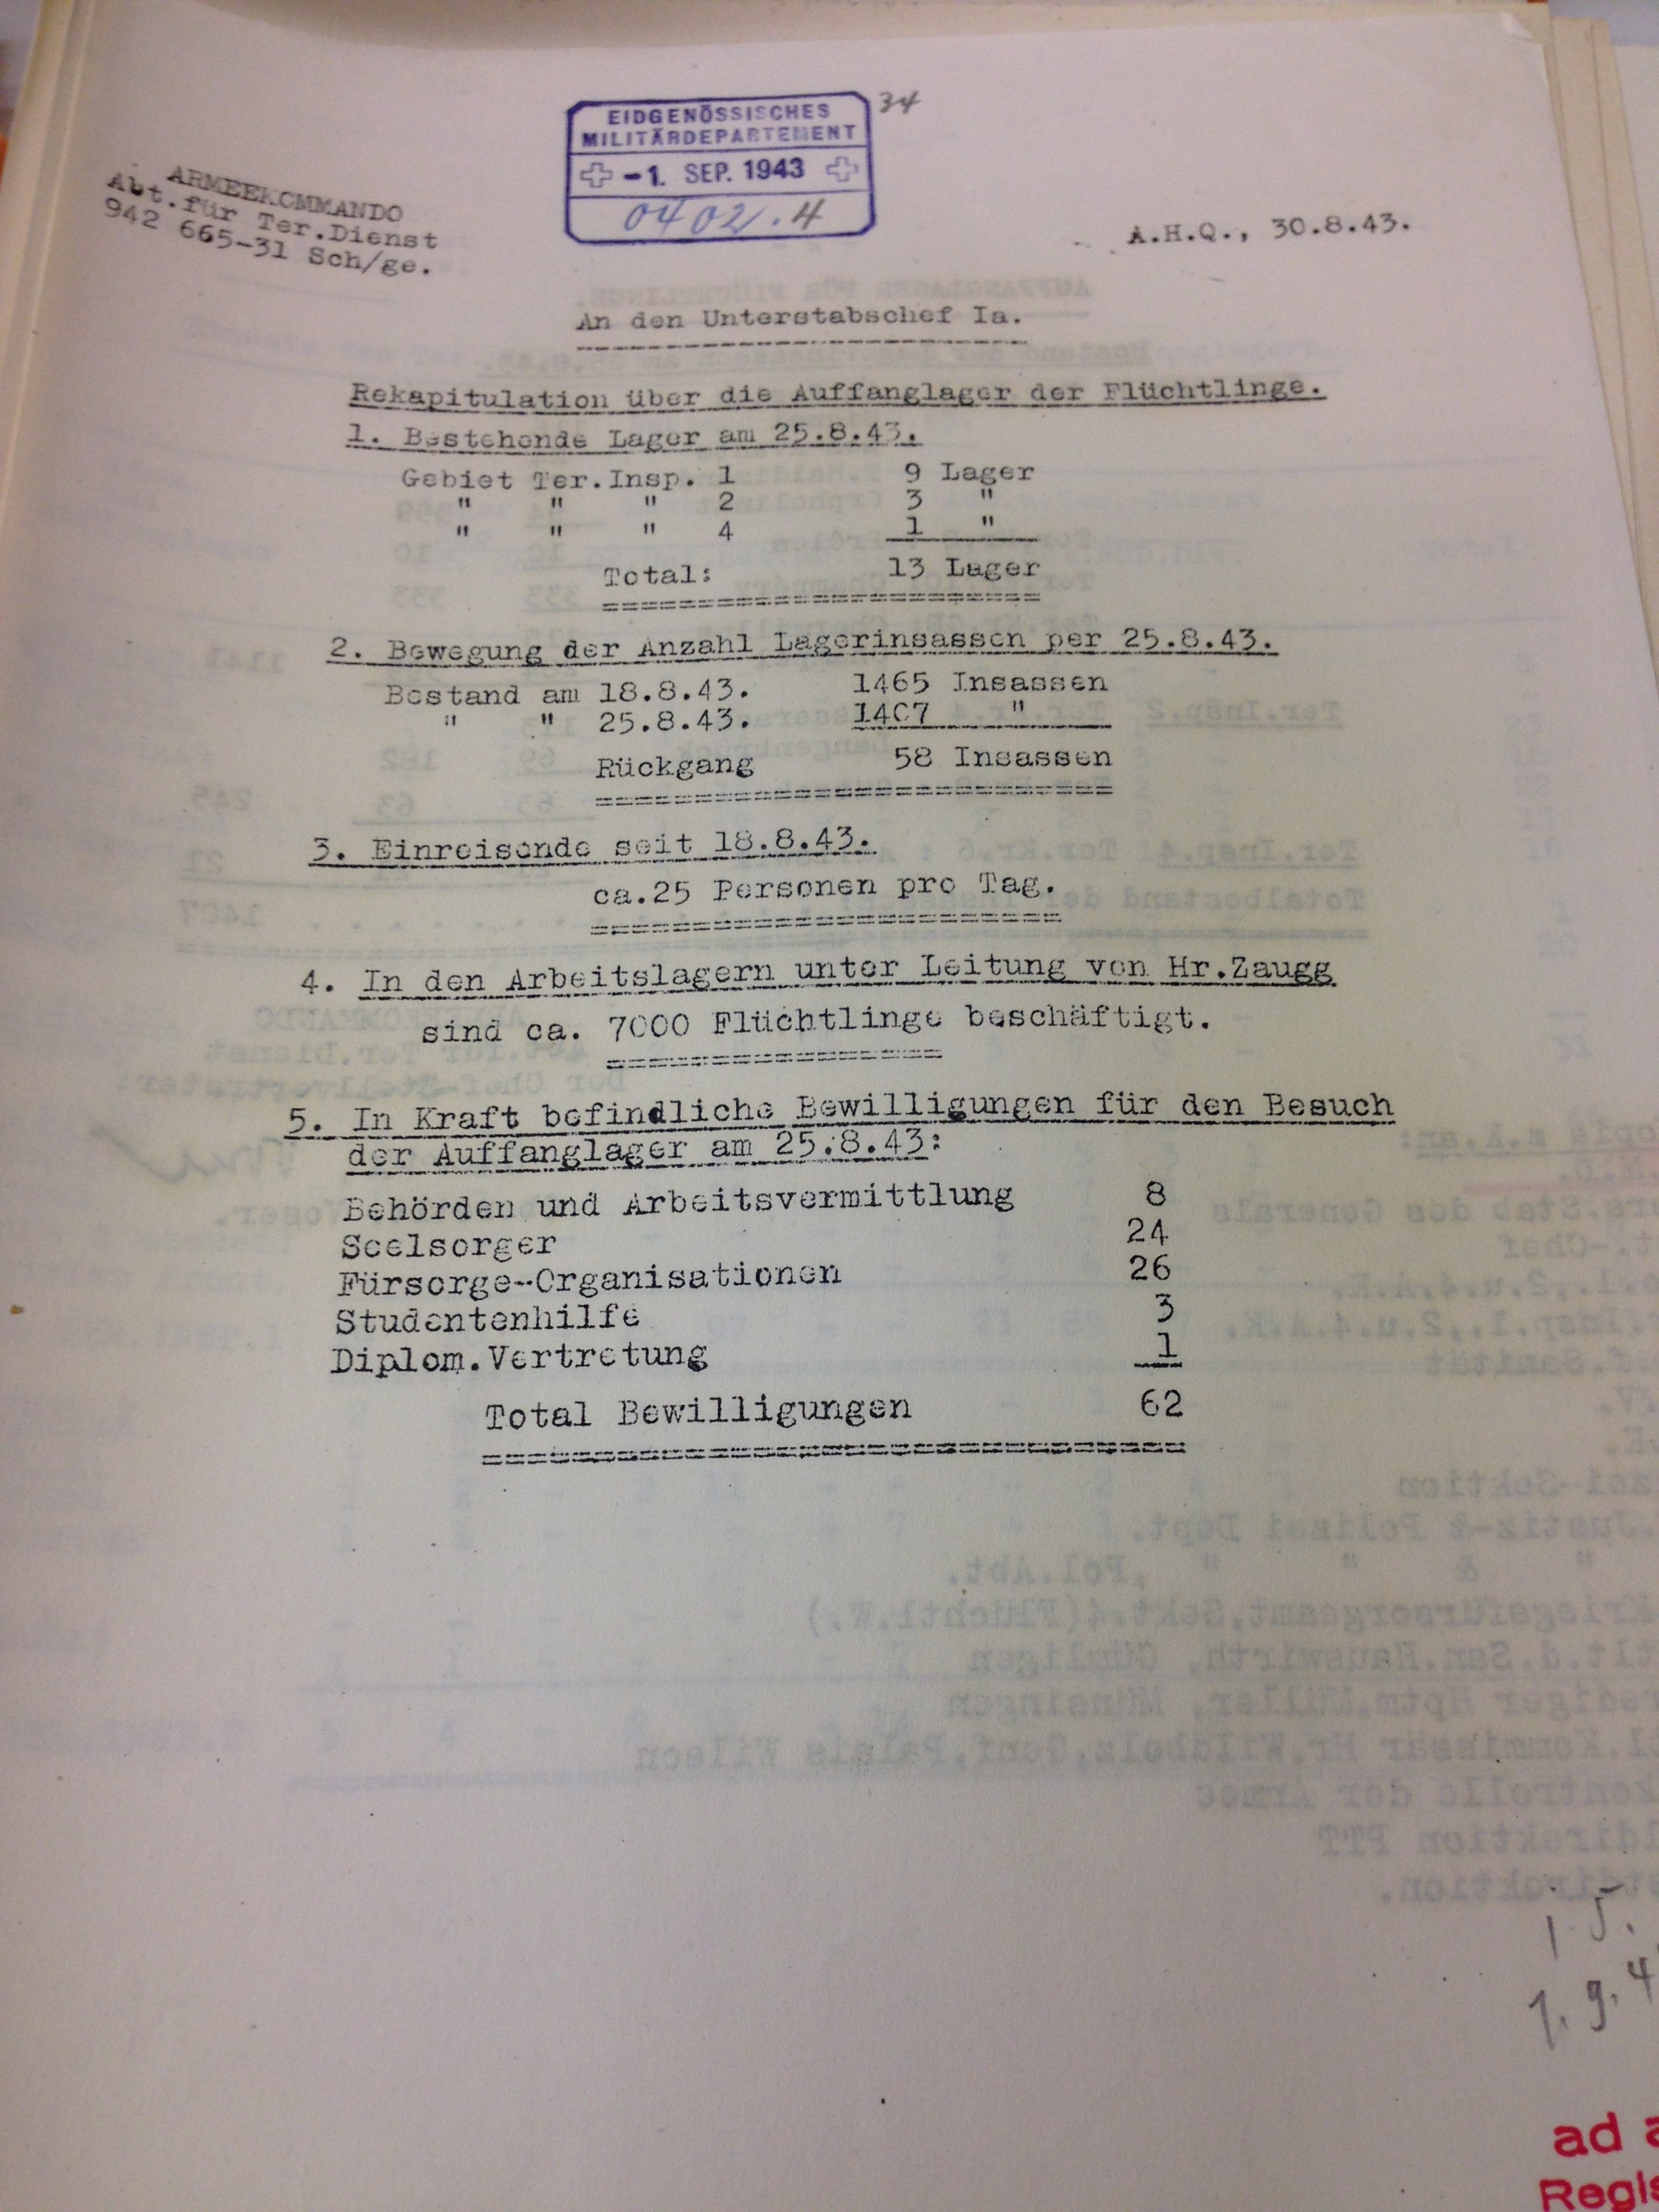 34
EIDGENÖSSISCHES
MILITÄRDEPARTEMENT
-1. SEP. 1943
0402.4
ARMEEKOMMANDO
Abt.für Ter.Dienst
942 665-31 Sch/ge.
A.H.Q., 30.8.43.
An den Unterstabschef Ia.
Rekapitulation über die Auffanglager der Flüchtlinge.
1. Bestehende Lager am 25.8.43.
Gebiet Ter.Insp. 1 9 Lager
" " " 2 3 "
" " " 4 1 "
Total: 13 Lager
2. Bewegung der Anzahl Lagerinsassen per 25.8.43.
Bestand am 18.8.43. 1465 Insassen
" " 25.8.43. 1407 "
Rückgang 58 Insassen
3. Einreisende seit 18.8.43.
ca.25 Personen pro Tag.
4. In den Arbeitslagern unter Leitung von Hr.Zaugg
sind ca. 7000 Flüchtlinge beschäftigt.
5. In Kraft befindliche Bewilligungen für den Besuch
der Auffanglager am 25.8.43:
Behörden und Arbeitsvermittlung 8
Seelsorger 24
Fürsorge-Organisationen 26
Studentenhilfe 3
Diplom.Vertretung 1
Total Bewilligungen 62
1.9.4
ad a
Regis